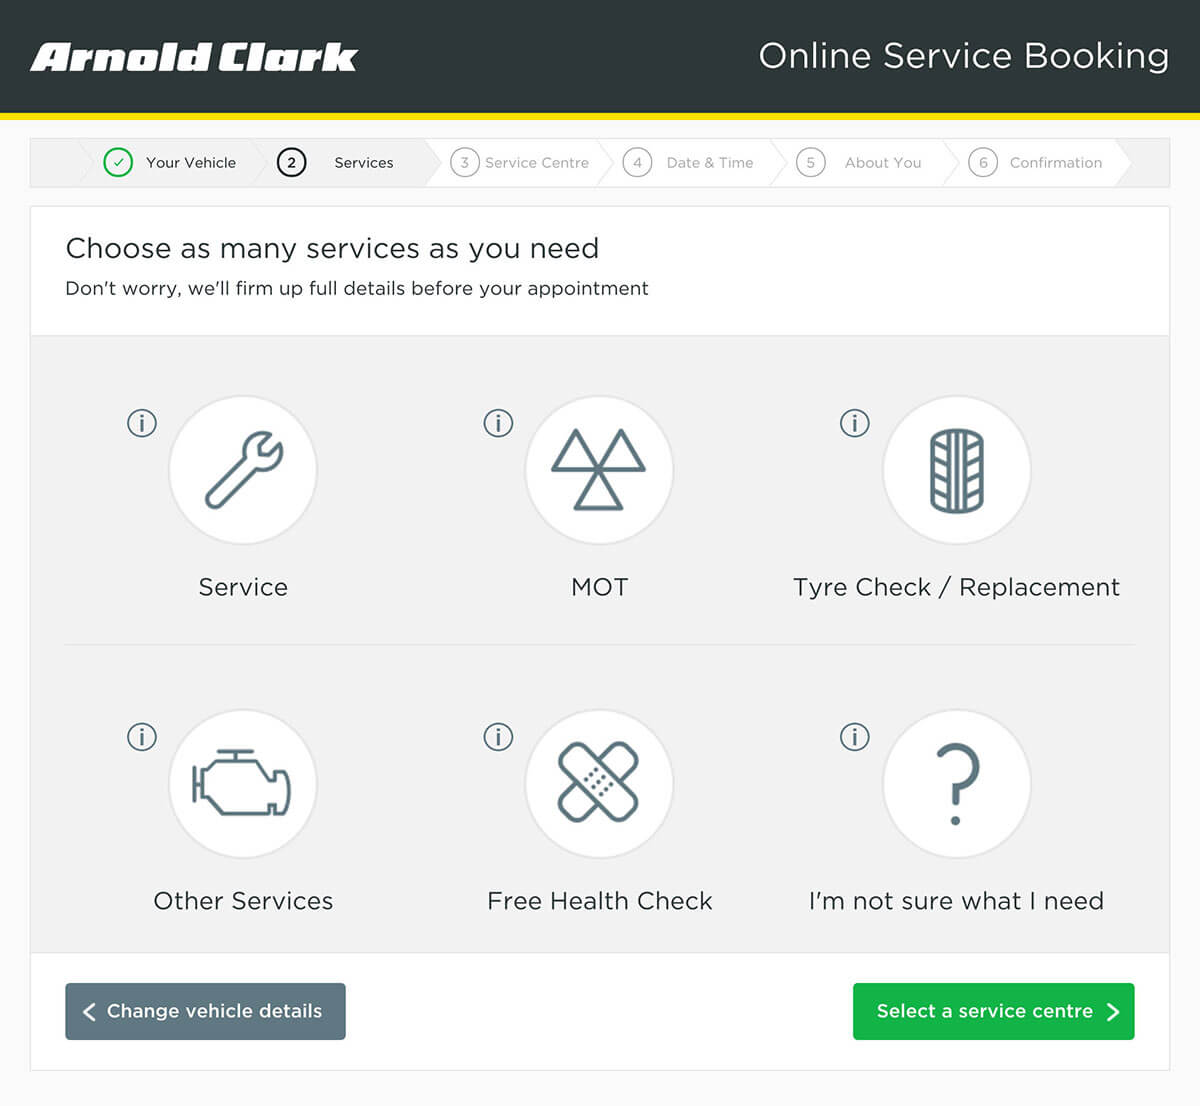 Arnold Clark
Online Service Booking
Your Vehicle
2 Services
3 Service Centre
4 Date & Time
5 About You
6 Confirmation
Choose as many services as you need
Don't worry, we'll firm up full details before your appointment
i
Service
i
MOT
i
Tyre Check / Replacement
i
Other Services
i
Free Health Check
i
?
I'm not sure what I need
Change vehicle details
Select a service centre